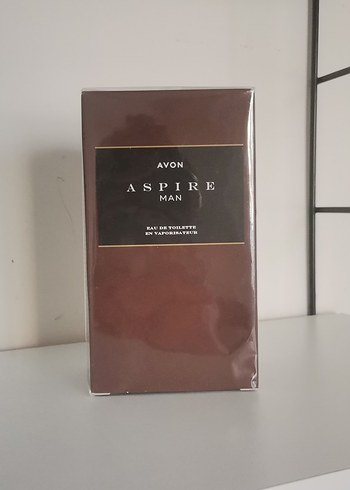 AVON
ASPIRE
MAN
EAU DE TOILETTE
EN VAPORISATEUR